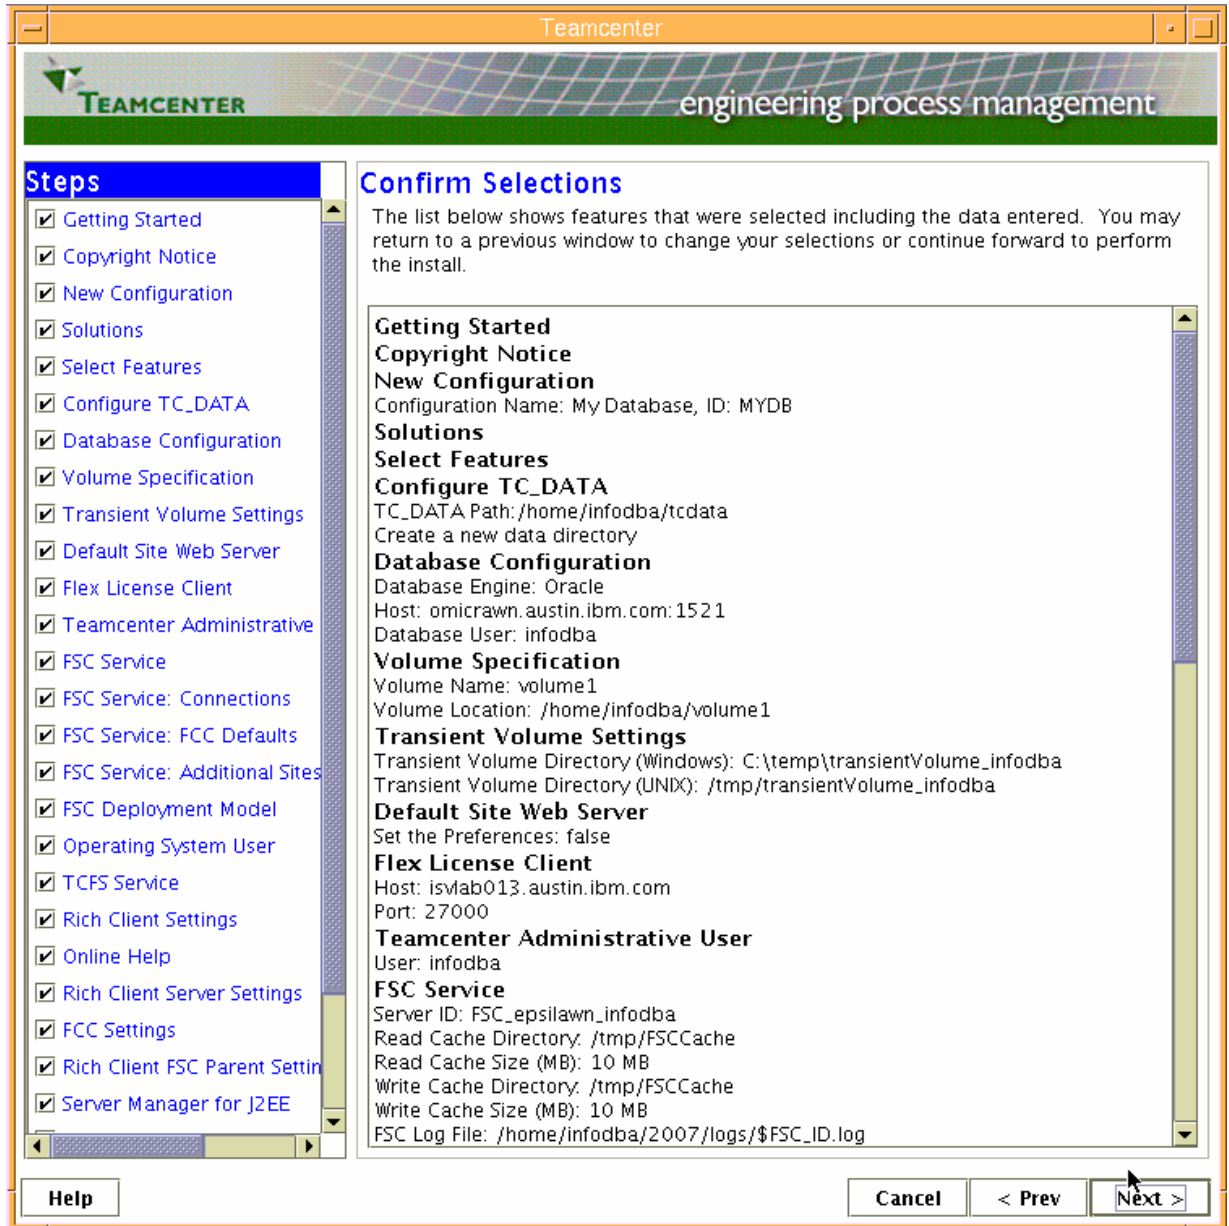 Teamcenter
TEAMCENTER
engineering process management
Steps
Getting Started
Copyright Notice
New Configuration
Solutions
Select Features
Configure TC_DATA
Database Configuration
Volume Specification
Transient Volume Settings
Default Site Web Server
Flex License Client
Teamcenter Administrative
FSC Service
FSC Service: Connections
FSC Service: FCC Defaults
FSC Service: Additional Sites
FSC Deployment Model
Operating System User
TCFS Service
Rich Client Settings
Online Help
Rich Client Server Settings
FCC Settings
Rich Client FSC Parent Settin
Server Manager for J2EE
Confirm Selections
The list below shows features that were selected including the data entered. You may
return to a previous window to change your selections or continue forward to perform
the install.
Getting Started
Copyright Notice
New Configuration
Configuration Name: My Database, ID: MYDB
Solutions
Select Features
Configure TC_DATA
TC_DATA Path:/home/infodba/tcdata
Create a new data directory
Database Configuration
Database Engine: Oracle
Host: omicrawn.austin.ibm.com:1521
Database User: infodba
Volume Specification
Volume Name: volume1
Volume Location: /home/infodba/volume1
Transient Volume Settings
Transient Volume Directory (Windows): C:\temp\transientVolume_infodba
Transient Volume Directory (UNIX): /tmp/transientVolume_infodba
Default Site Web Server
Set the Preferences: false
Flex License Client
Host: isvlab013.austin.ibm.com
Port: 27000
Teamcenter Administrative User
User: infodba
FSC Service
Server ID: FSC_epsilawn_infodba
Read Cache Directory: /tmp/FSCCache
Read Cache Size (MB): 10 MB
Write Cache Directory: /tmp/FSCCache
Write Cache Size (MB): 10 MB
FSC Log File: /home/infodba/2007/logs/$FSC_ID.log
Help
Cancel
< Prev
Next >